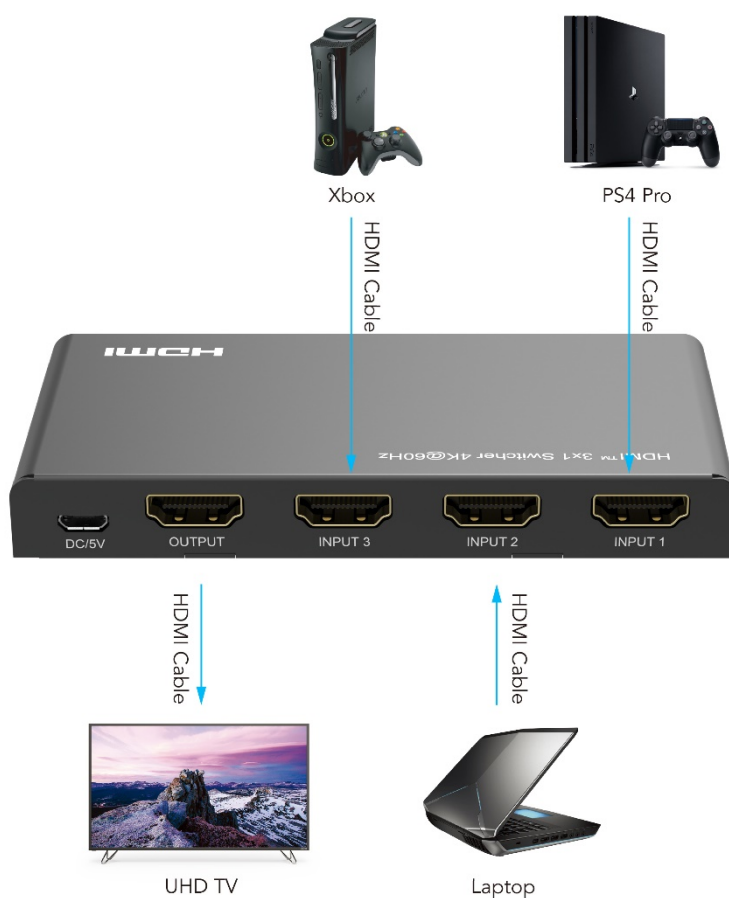 Xbox
PS4 Pro
HDMI Cable
HDMI Cable
HDMI
HDMI™ 3x1 Switcher 4K@60Hz
DC/5V
OUTPUT
INPUT 3
INPUT 2
INPUT 1
HDMI Cable
HDMI Cable
UHD TV
Laptop